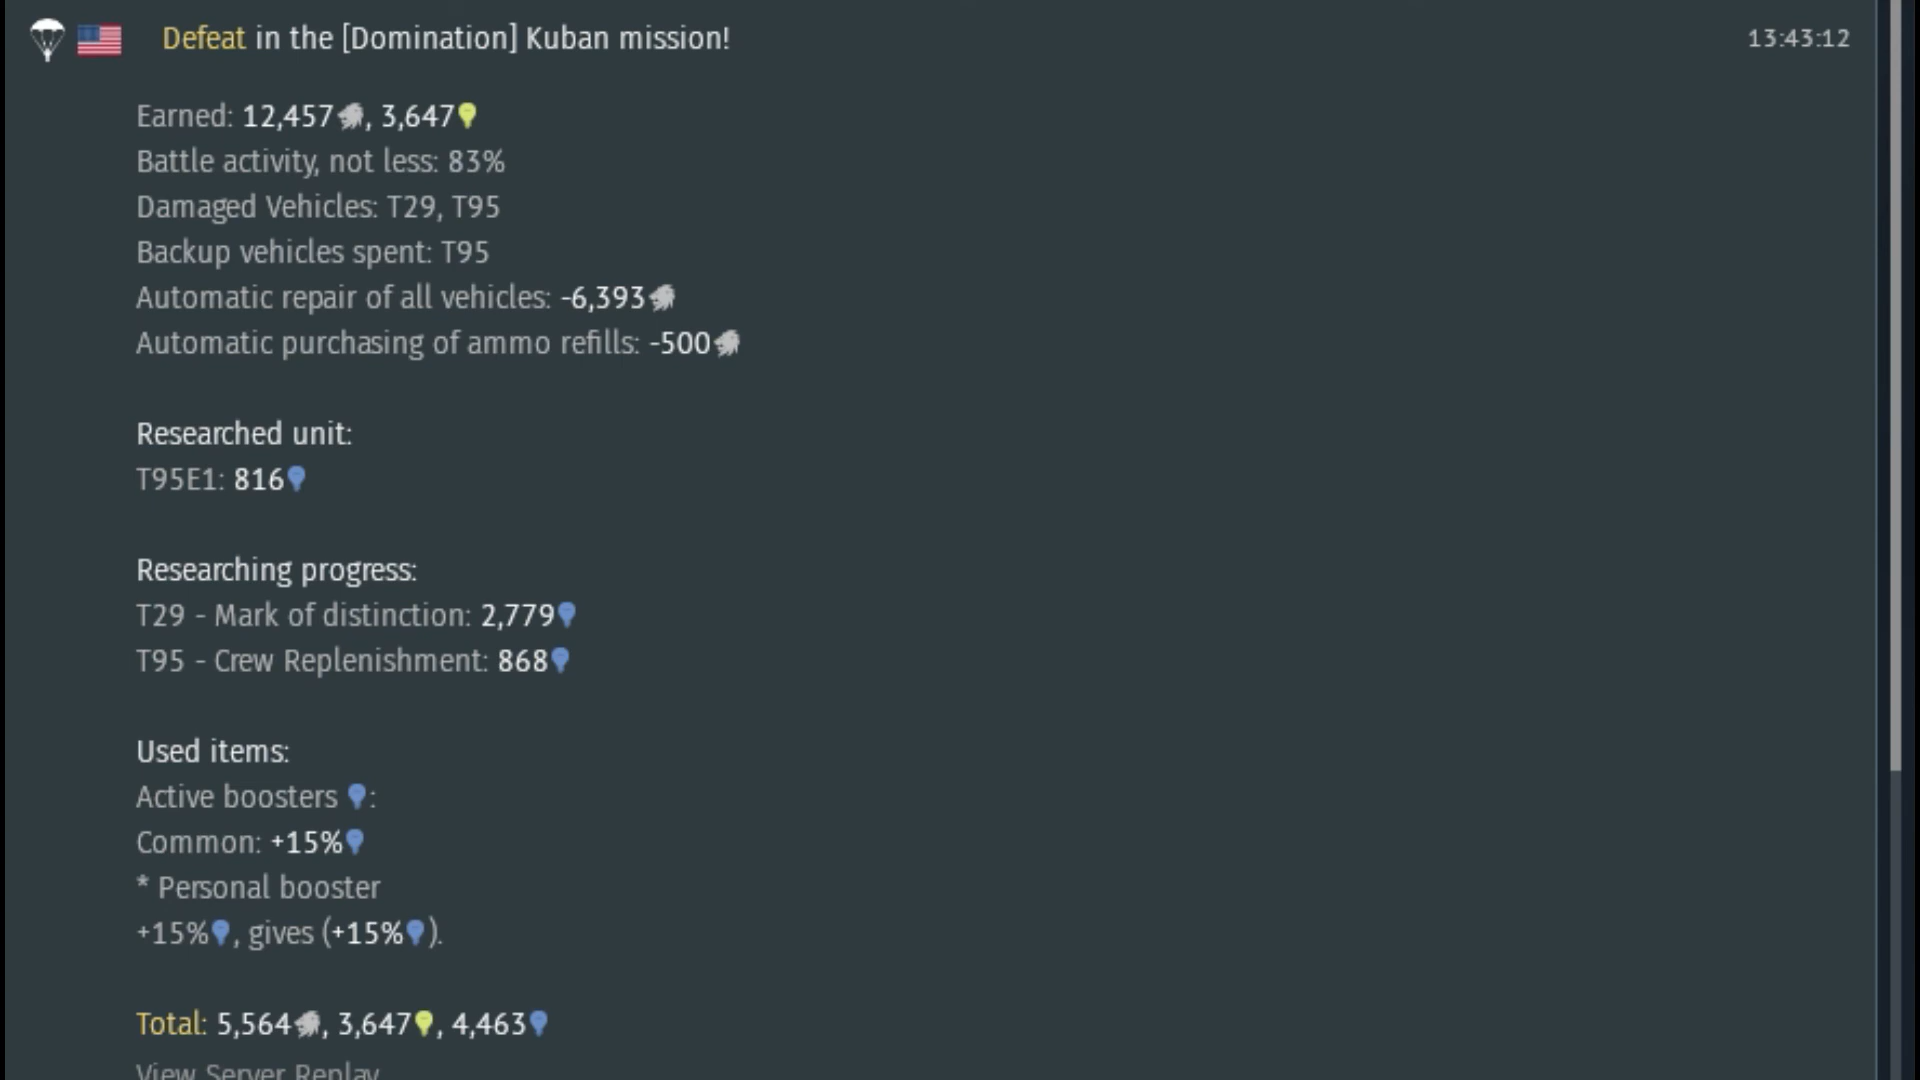 Defeat in the [Domination] Kuban mission! 13:43:12
Earned: 12,457, 3,647
Battle activity, not less: 83%
Damaged Vehicles: T29, T95
Backup vehicles spent: T95
Automatic repair of all vehicles: -6,393
Automatic purchasing of ammo refills: -500
Researched unit:
T95E1: 816
Researching progress:
T29 - Mark of distinction: 2,779
T95 - Crew Replenishment: 868
Used items:
Active boosters :
Common: +15%
* Personal booster
+15%, gives (+15%).
Total: 5,564, 3,647, 4,463
View Server Replay